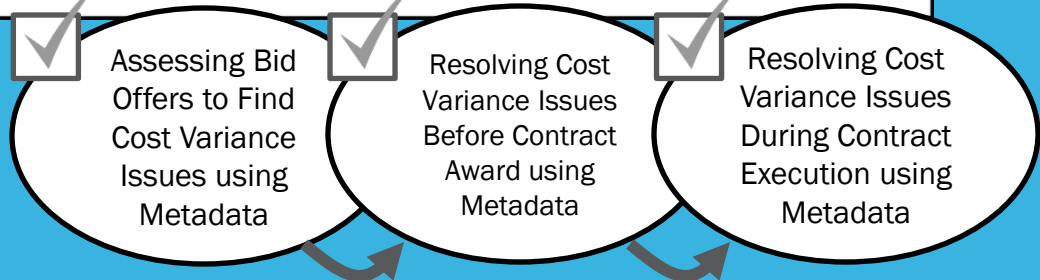 Assessing Bid
Offers to Find
Cost Variance
Issues using
Metadata
Resolving Cost
Variance Issues
Before Contract
Award using
Metadata
Resolving Cost
Variance Issues
During Contract
Execution using
Metadata